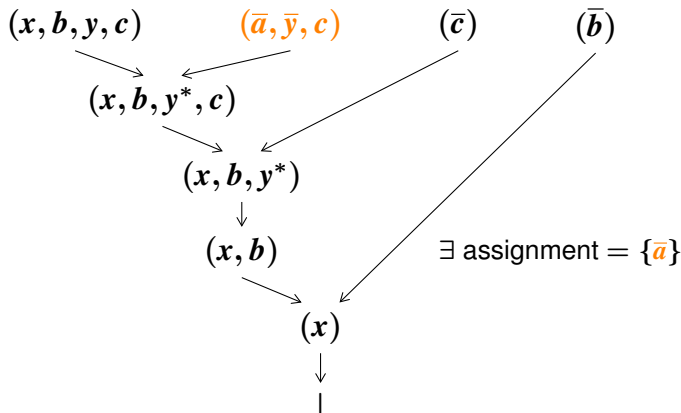 (x, b, y, c) (a̅, y̅, c) (c̅) (b̅)
(x, b, y*, c)
(x, b, y*)
(x, b) ∃ assignment = {a̅}
(x)
|